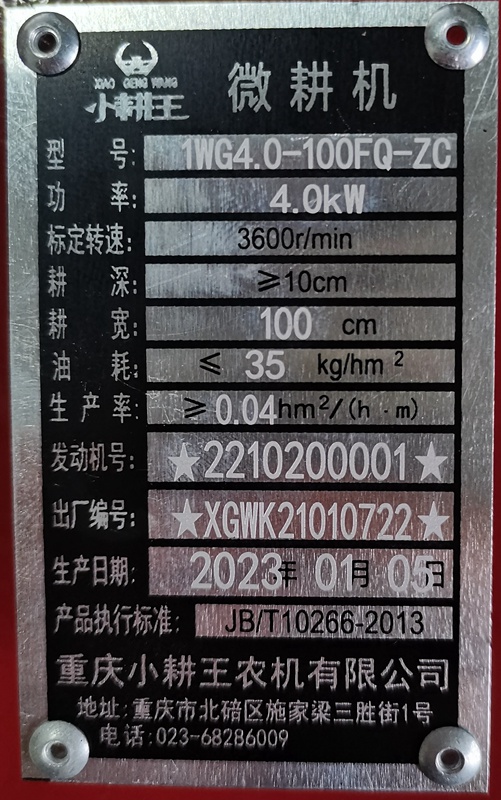 XIAO GENG WANG
小耕王
微耕机
型 号: 1WG4.0-100FQ-ZC
功 率: 4.0kW
标定转速: 3600r/min
耕 深: ≥10cm
耕 宽: 100 cm
油 耗: ≤ 35 kg/hm²
生产率: ≥0.04hm²/(h·m)
发动机号: ★2210200001★
出厂编号: ★XGWK21010722★
生产日期: 2023年 01月 05日
产品执行标准: JB/T10266-2013
重庆小耕王农机有限公司
地址:重庆市北碚区施家梁三胜街1号
电话:023-68286009